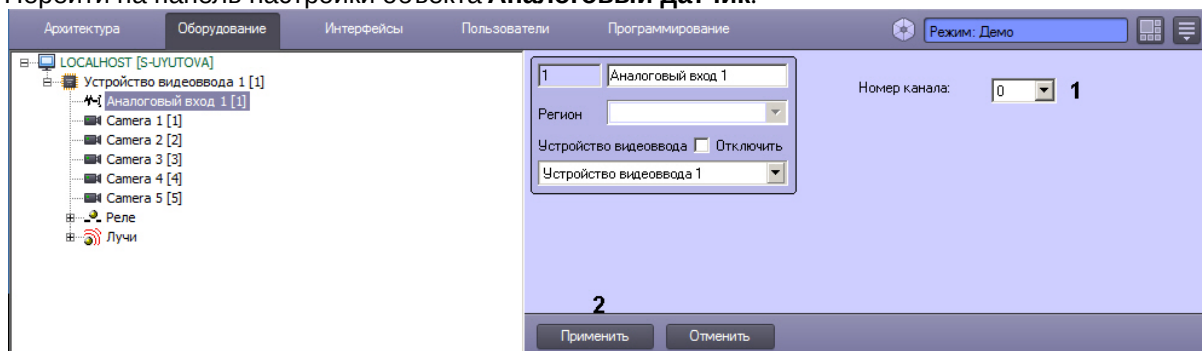 Перейти на панель настройки объекта Аналоговый датчик.
Архитектура Оборудование Интерфейсы Пользователи Программирование Режим: Демо
LOCALHOST [S-UYUTOVA]
Устройство видеоввода 1 [1]
Аналоговый вход 1 [1]
Camera 1 [1]
Camera 2 [2]
Camera 3 [3]
Camera 4 [4]
Camera 5 [5]
Реле
Лучи
1 Аналоговый вход 1
Регион
Устройство видеоввода Отключить
Устройство видеоввода 1
Номер канала: 0 1
2
Применить Отменить